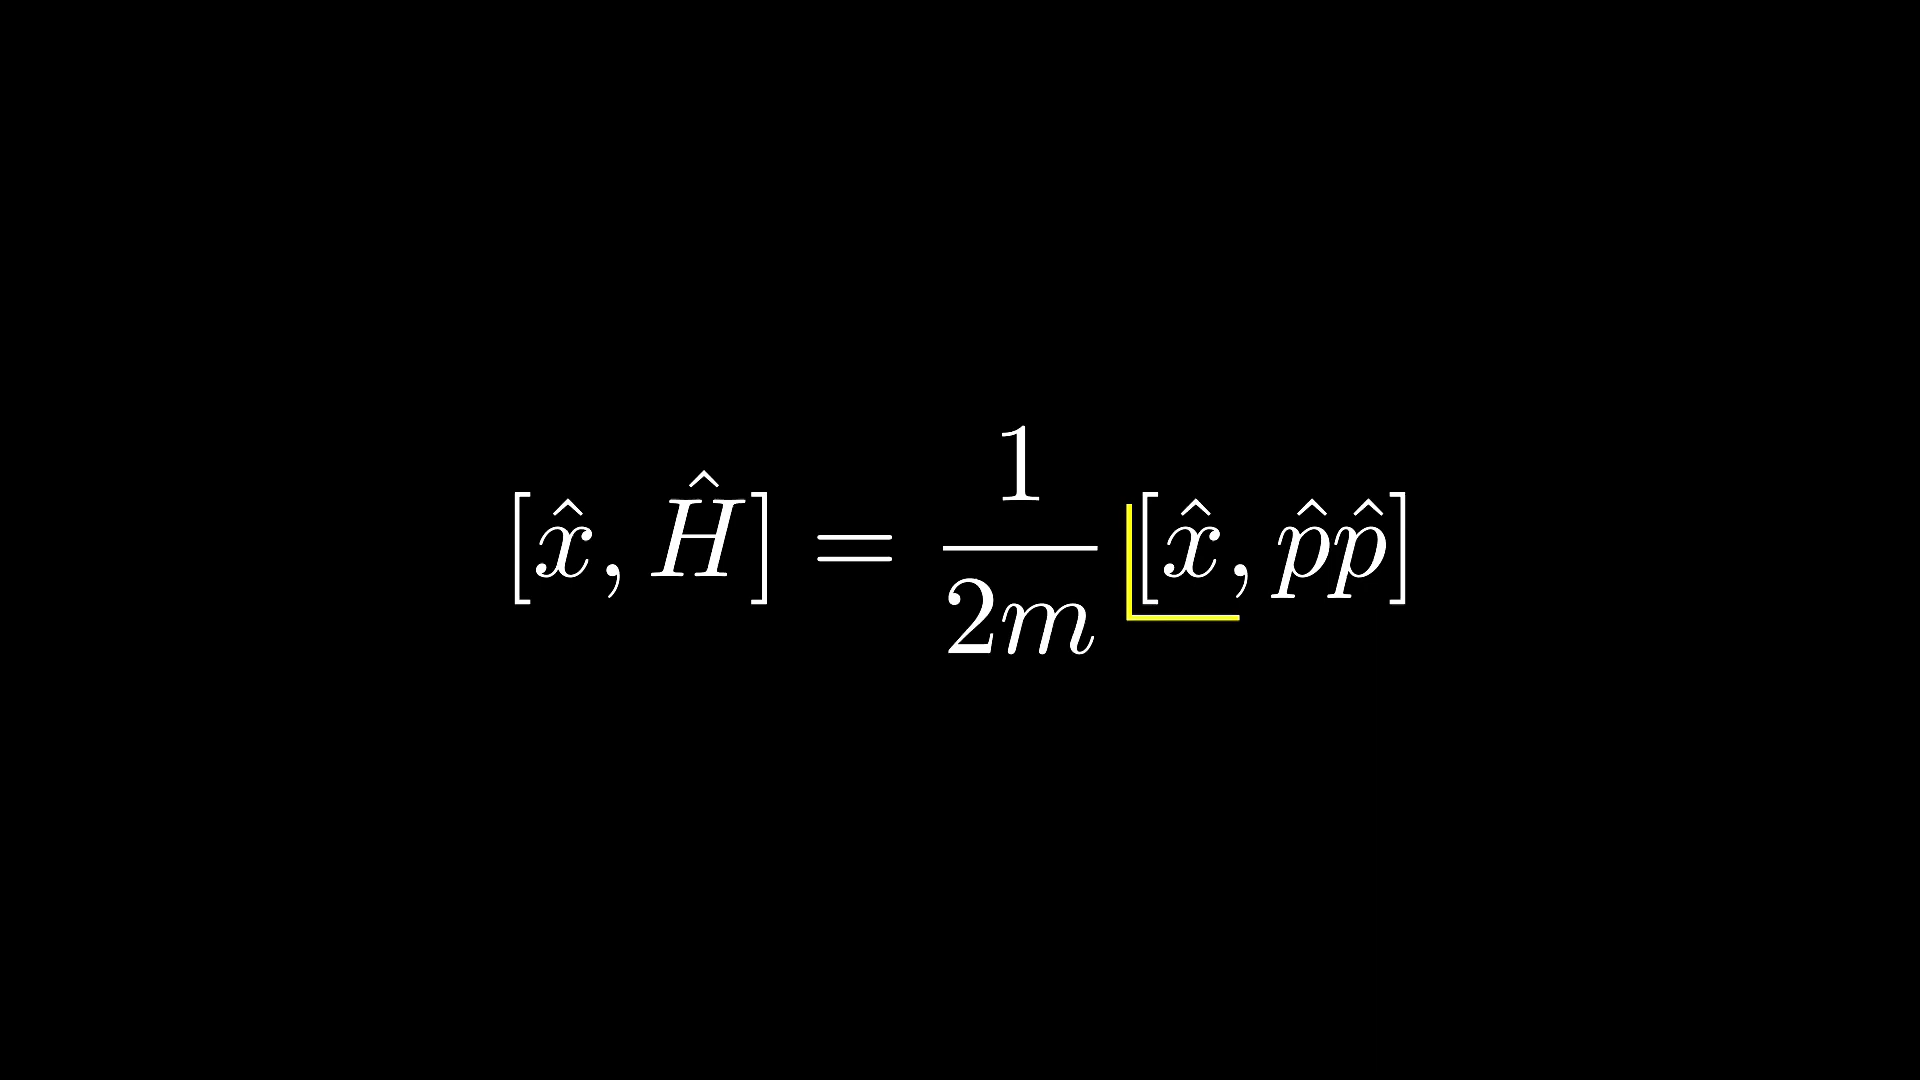 [x̂, Ĥ] = 1/2m [x̂, p̂p̂]